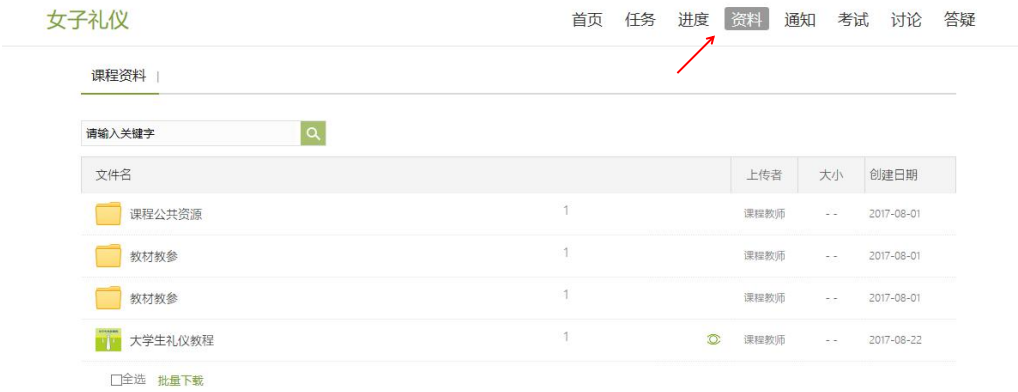 女子礼仪 首页 任务 进度 资料 通知 考试 讨论 答疑
课程资料 |
请输入关键字
文件名 上传者 大小 创建日期
课程公共资源 1 课程教师 - - 2017-08-01
教材教参 1 课程教师 - - 2017-08-01
教材教参 1 课程教师 - - 2017-08-01
大学生礼仪教程 1 课程教师 - - 2017-08-22
全选 批量下载